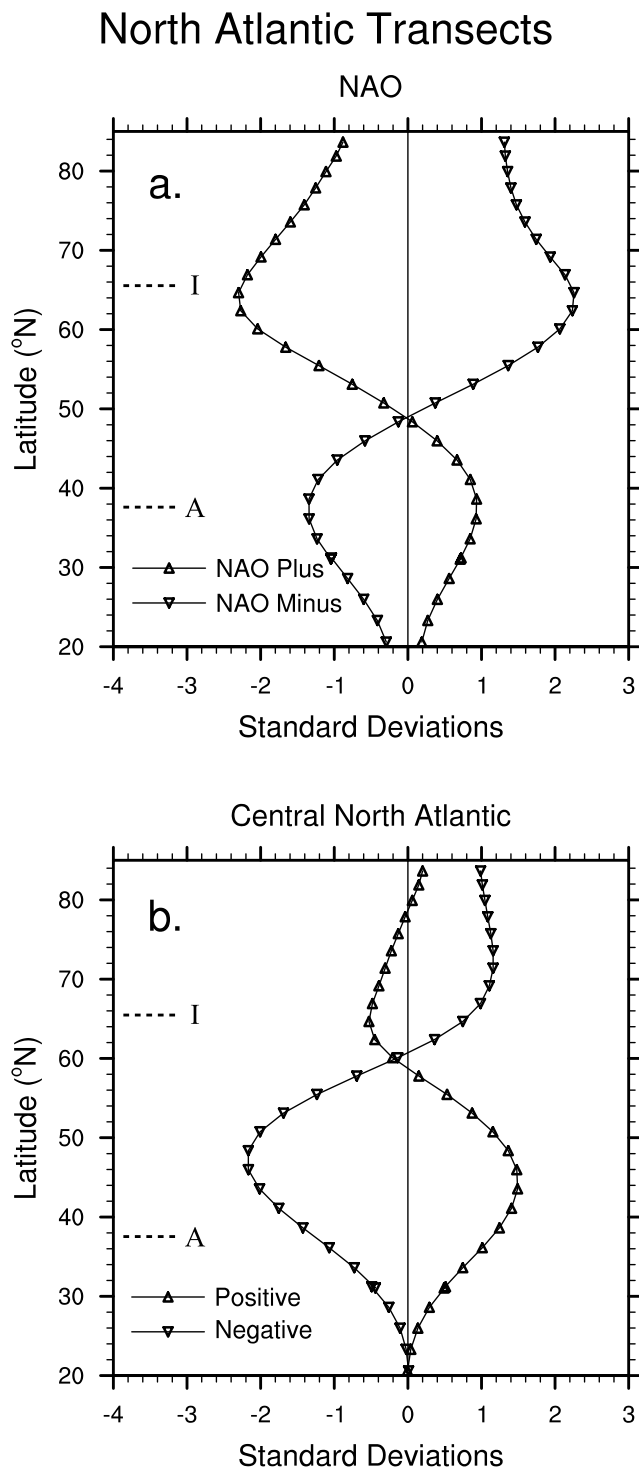 North Atlantic Transects
NAO
a.
80
70
60
50
40
30
20
Latitude (°N)
I
A
NAO Plus
NAO Minus
-4 -3 -2 -1 0 1 2 3
Standard Deviations
Central North Atlantic
b.
80
70
60
50
40
30
20
Latitude (°N)
I
A
Positive
Negative
-4 -3 -2 -1 0 1 2 3
Standard Deviations